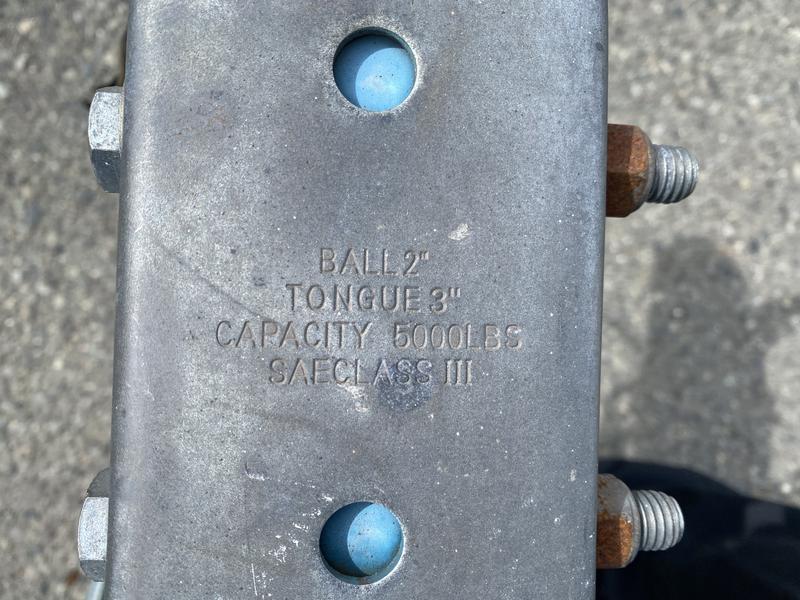 BALL 2"
TONGUE 3"
CAPACITY 5000LBS
SAECLASS III